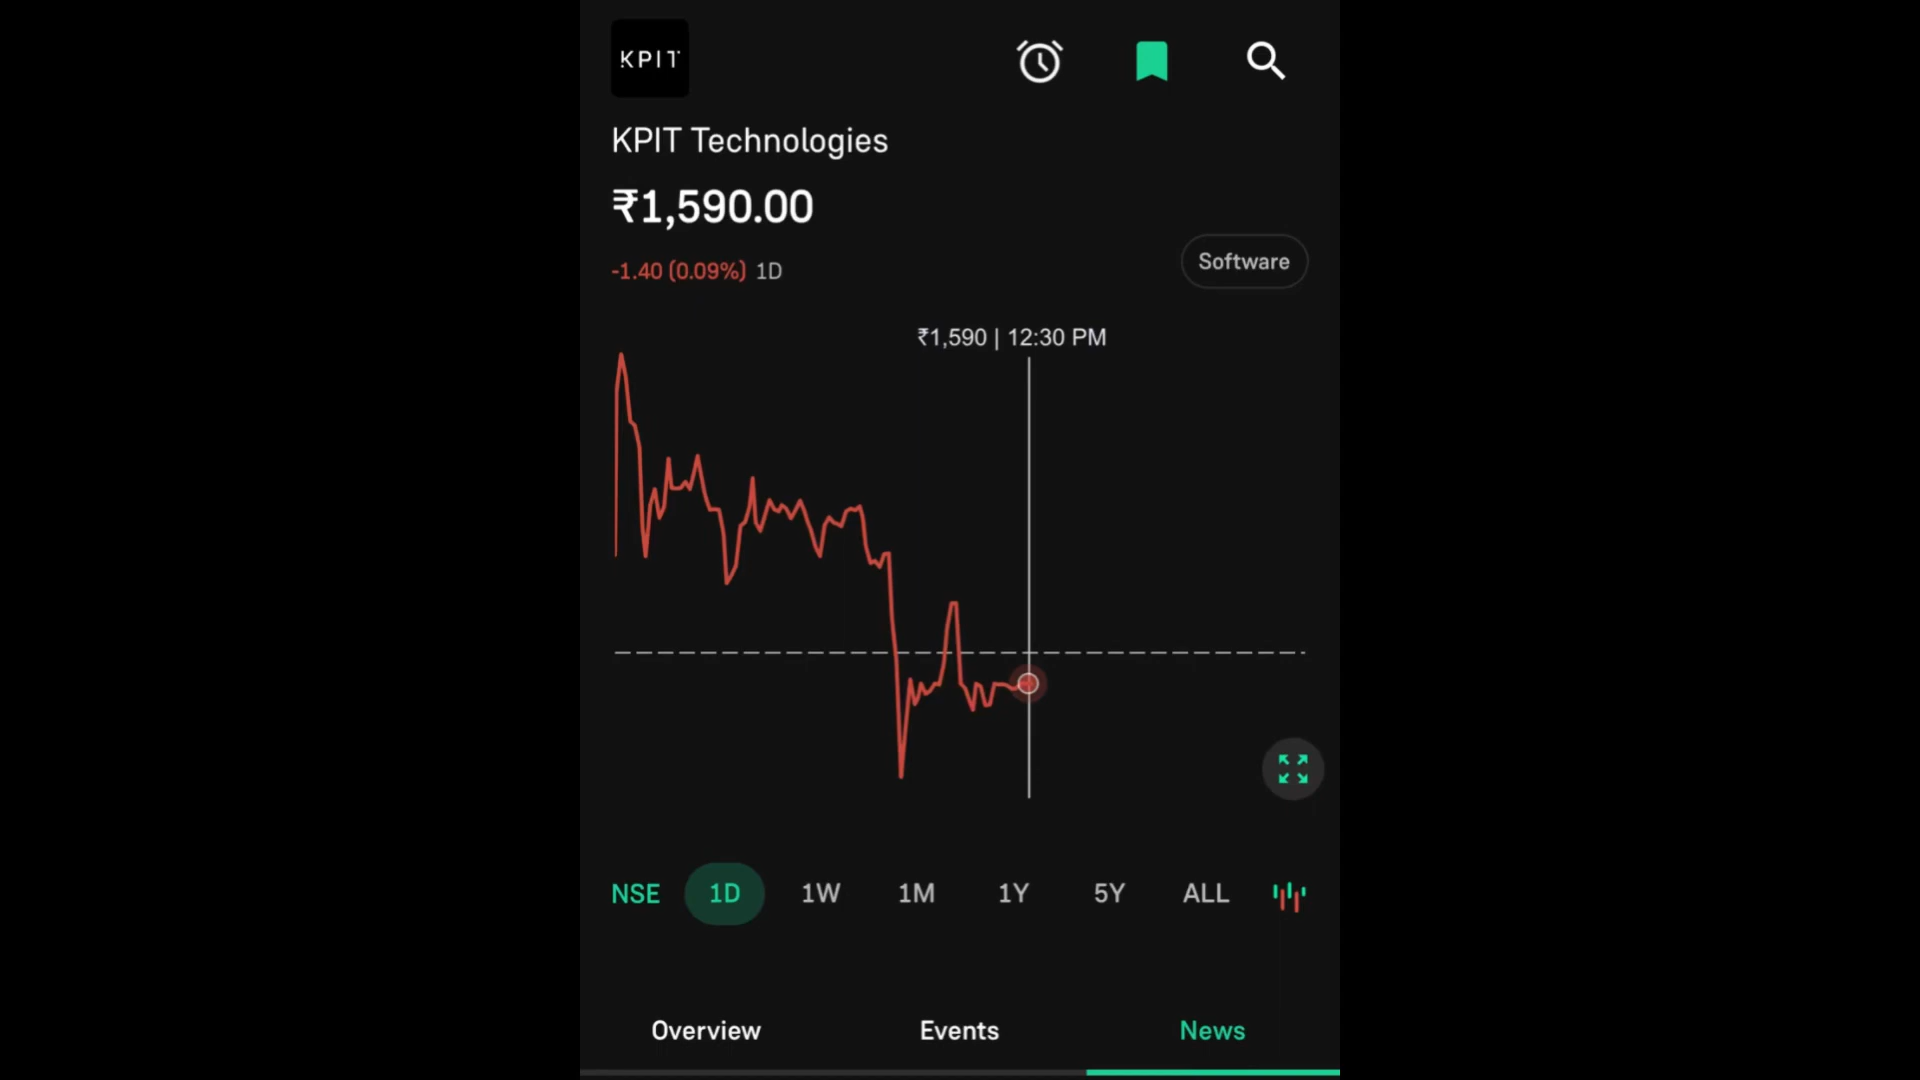 KPIT
KPIT Technologies
₹1,590.00
-1.40 (0.09%) 1D
Software
₹1,590 | 12:30 PM
NSE 1D 1W 1M 1Y 5Y ALL
Overview Events News